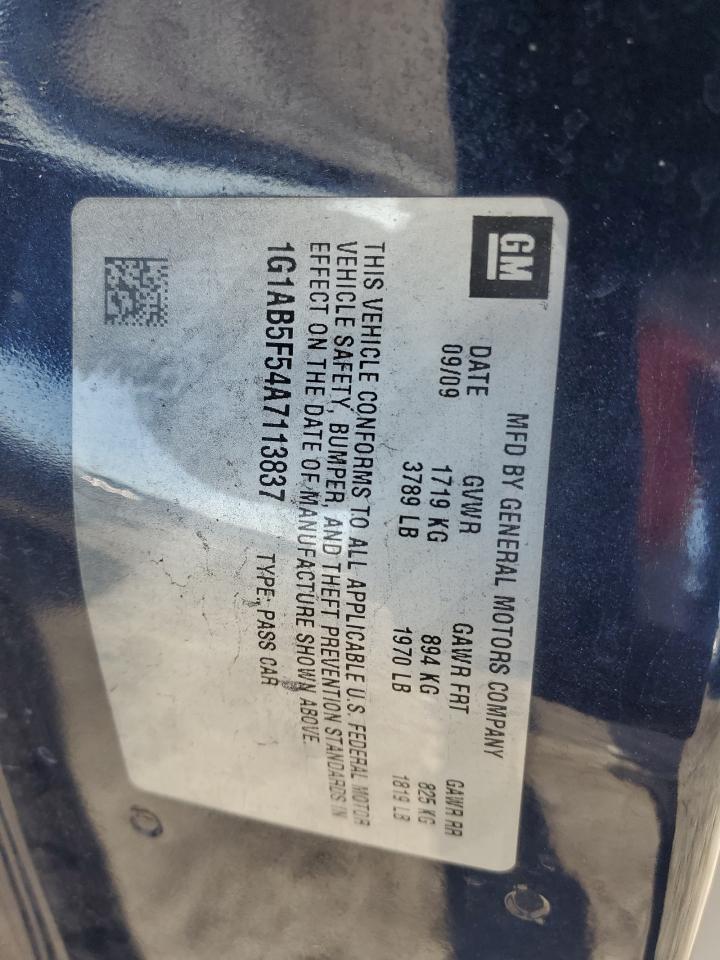 GM
MFD BY GENERAL MOTORS COMPANY
DATE GVWR GAWR FRT GAWR RR
09/09 1719 KG 894 KG 825 KG
3789 LB 1970 LB 1819 LB
THIS VEHICLE CONFORMS TO ALL APPLICABLE U.S. FEDERAL MOTOR
VEHICLE SAFETY, BUMPER, AND THEFT PREVENTION STANDARDS IN
EFFECT ON THE DATE OF MANUFACTURE SHOWN ABOVE.
1G1AB5F54A7113837 TYPE: PASS CAR